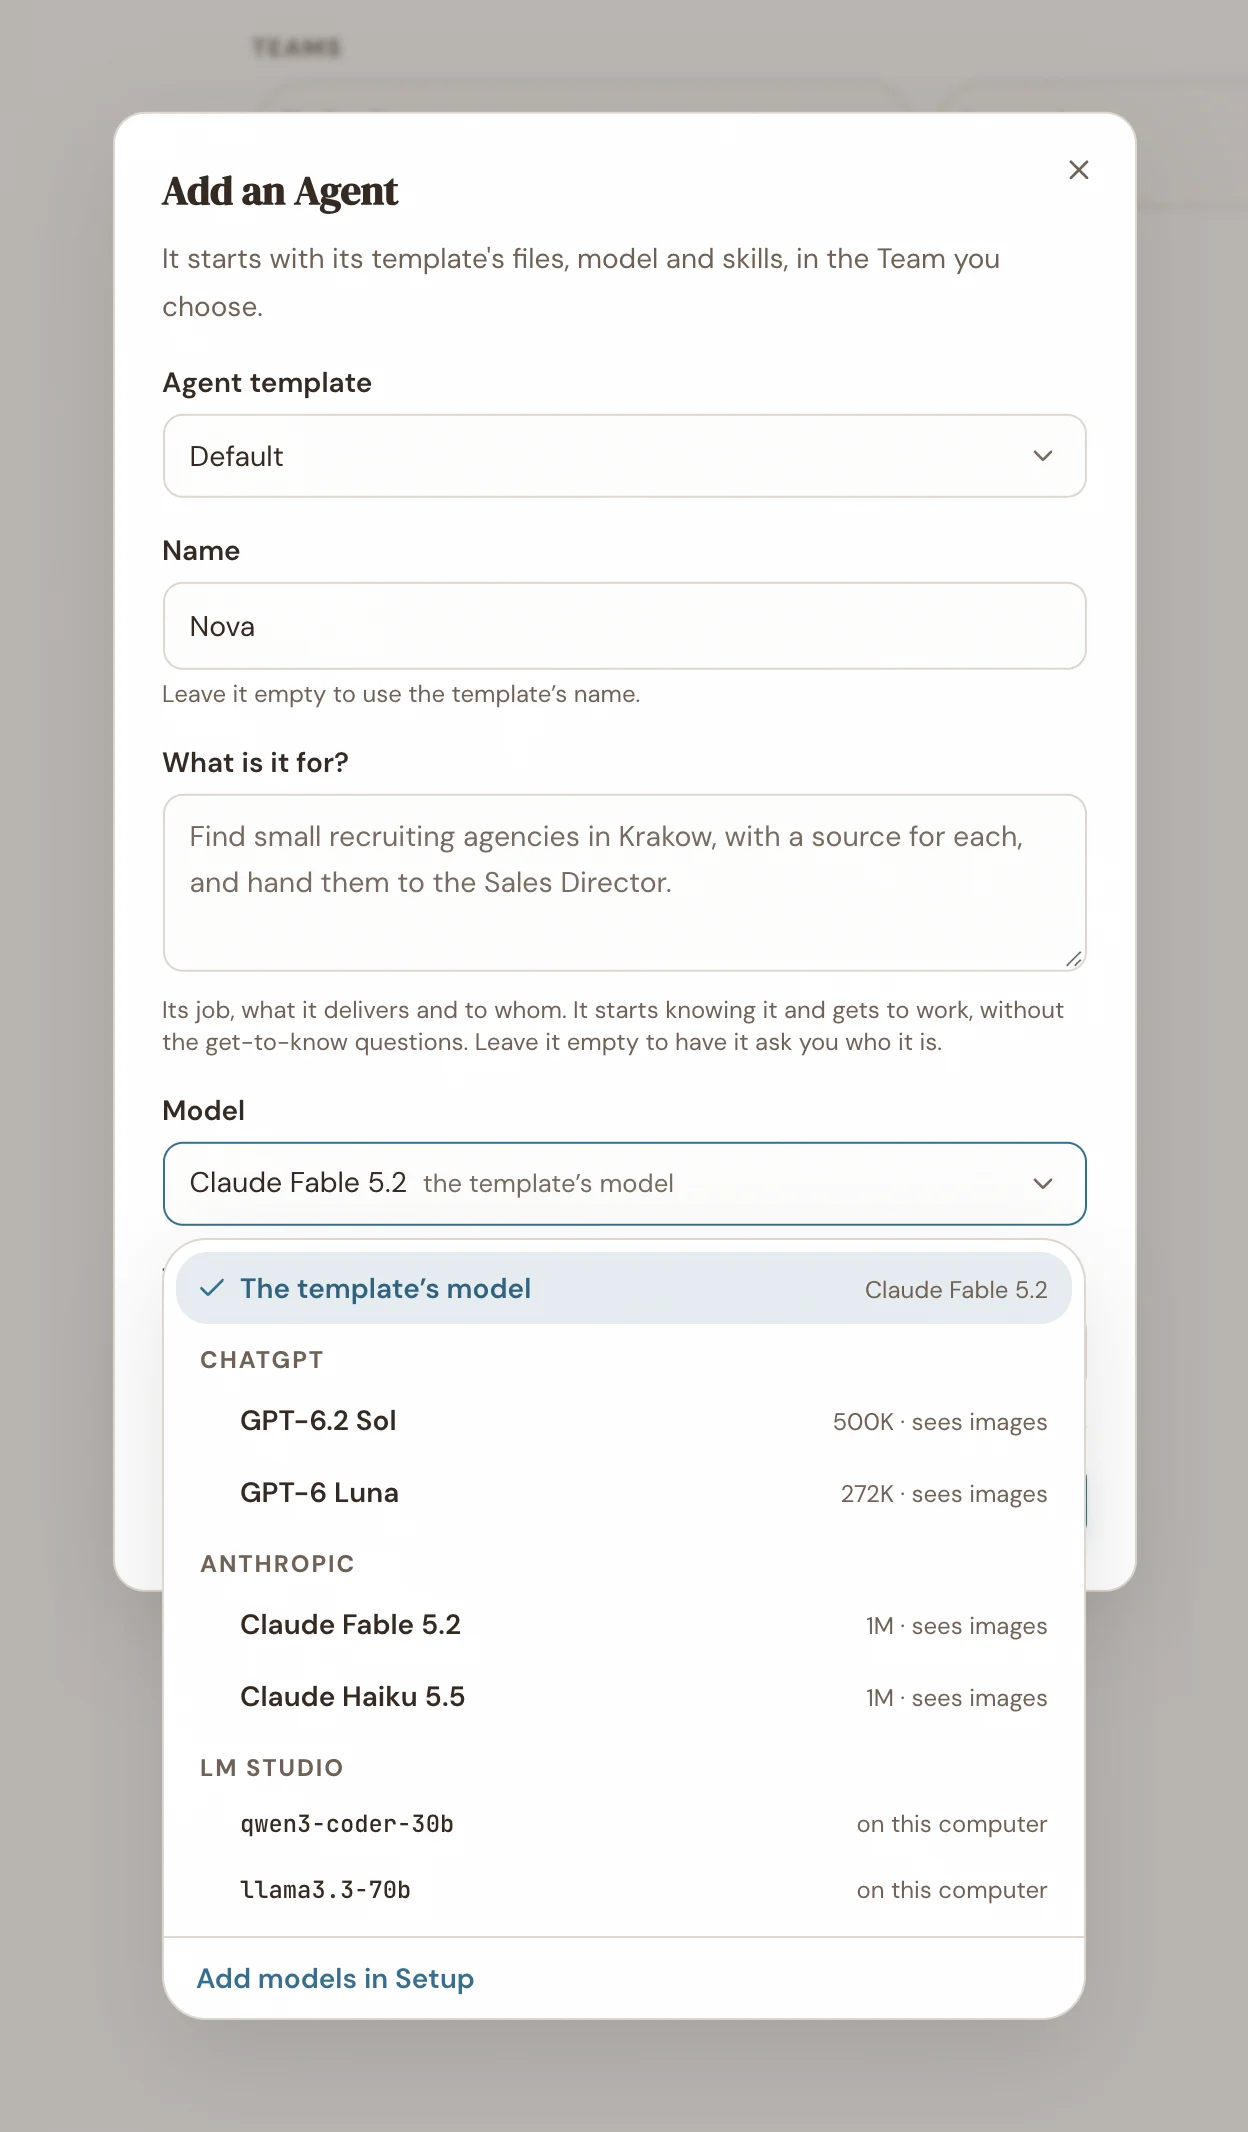 TEAMS
Add an Agent
It starts with its template's files, model and skills, in the Team you
choose.
Agent template
Default
Name
Nova
Leave it empty to use the template’s name.
What is it for?
Find small recruiting agencies in Krakow, with a source for each,
and hand them to the Sales Director.
Its job, what it delivers and to whom. It starts knowing it and gets to work, without
the get-to-know questions. Leave it empty to have it ask you who it is.
Model
Claude Fable 5.2 the template’s model
The template’s model Claude Fable 5.2
CHATGPT
GPT-6.2 Sol 500K · sees images
GPT-6 Luna 272K · sees images
ANTHROPIC
Claude Fable 5.2 1M · sees images
Claude Haiku 5.5 1M · sees images
LM STUDIO
qwen3-coder-30b on this computer
llama3.3-70b on this computer
Add models in Setup